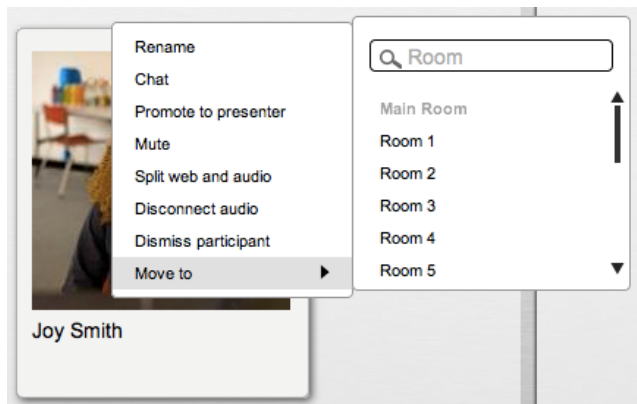 Rename
Chat
Promote to presenter
Mute
Split web and audio
Disconnect audio
Dismiss participant
Move to
Room
Main Room
Room 1
Room 2
Room 3
Room 4
Room 5
Joy Smith